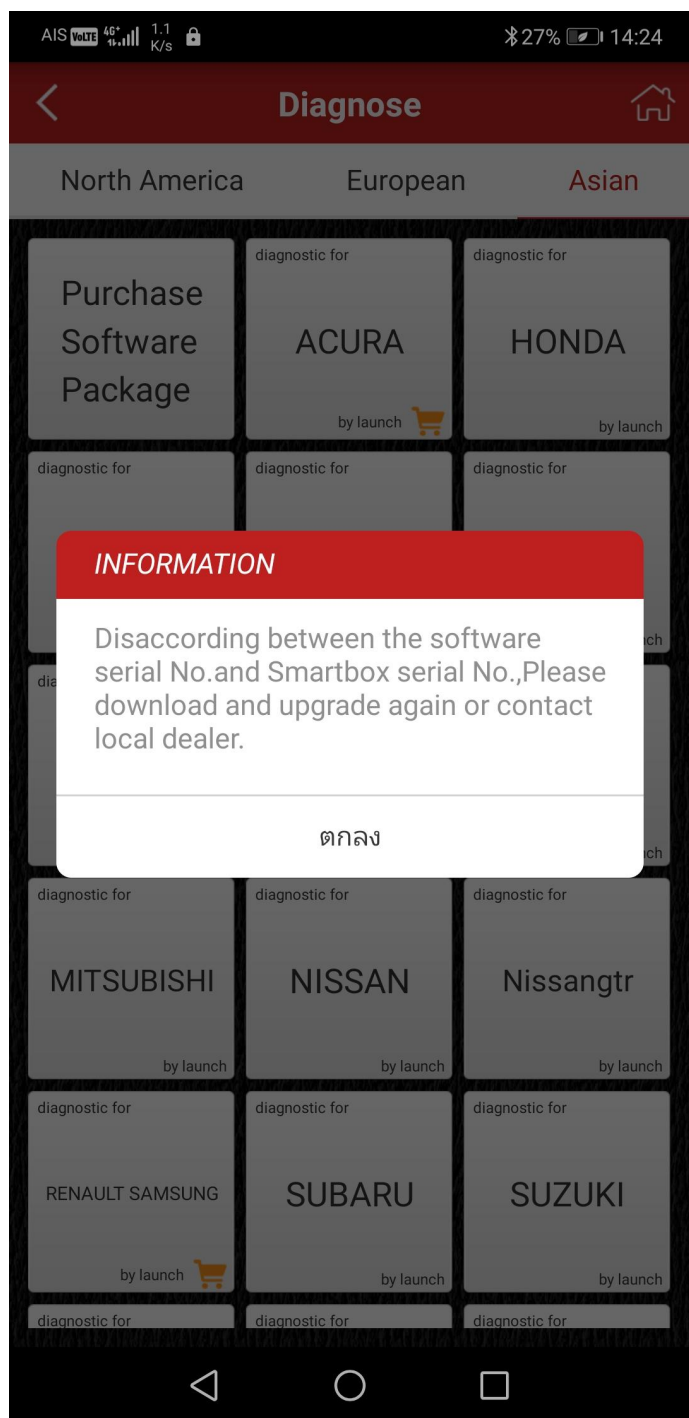 AIS VoLTE 4G+ 1.1 K/s 27% 14:24
Diagnose
North America European Asian
Purchase
Software
Package
diagnostic for
ACURA
by launch
diagnostic for
HONDA
by launch
diagnostic for
diagnostic for
diagnostic for
INFORMATION
Disaccording between the software
serial No.and Smartbox serial No.,Please
download and upgrade again or contact
local dealer.
ตกลง
diagnostic for
MITSUBISHI
by launch
diagnostic for
NISSAN
by launch
diagnostic for
Nissangtr
by launch
diagnostic for
RENAULT SAMSUNG
by launch
diagnostic for
SUBARU
by launch
diagnostic for
SUZUKI
by launch
diagnostic for
diagnostic for
diagnostic for